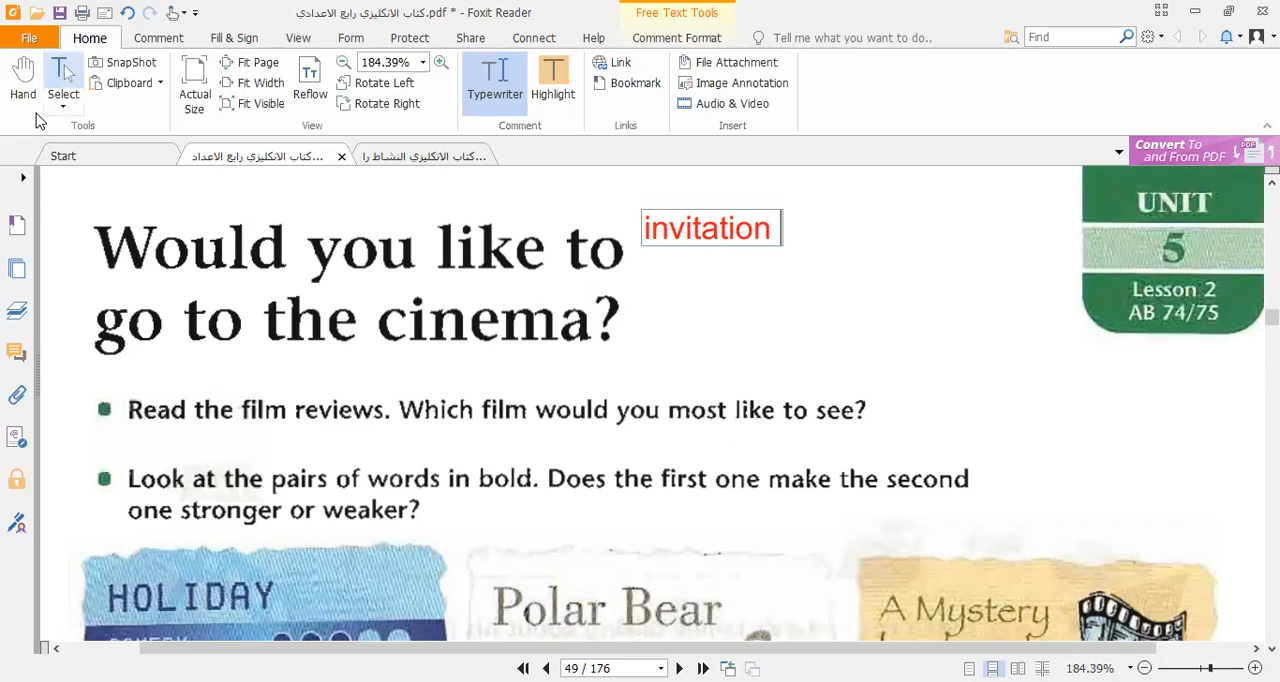 كتاب الانكليزي رابع الاعدادي.pdf * - Foxit Reader
Free Text Tools
File
Home
Comment
Fill & Sign
View
Form
Protect
Share
Connect
Help
Comment Format
Tell me what you want to do..
Find
Hand
Select
SnapShot
Clipboard
Tools
Actual Size
Fit Page
Fit Width
Fit Visible
Reflow
Rotate Left
Rotate Right
184.39%
View
Typewriter
Highlight
Comment
Link
Bookmark
Links
File Attachment
Image Annotation
Audio & Video
Insert
Start
كتاب الانكليزي رابع الاعداد...
كتاب الانكليزي النشاط را...
Convert To
and From PDF
PDF
Would you like to
go to the cinema?
invitation
UNIT
5
Lesson 2
AB 74/75
Read the film reviews. Which film would you most like to see?
Look at the pairs of words in bold. Does the first one make the second
one stronger or weaker?
HOLIDAY
Polar Bear
A Mystery
49 / 176
184.39%